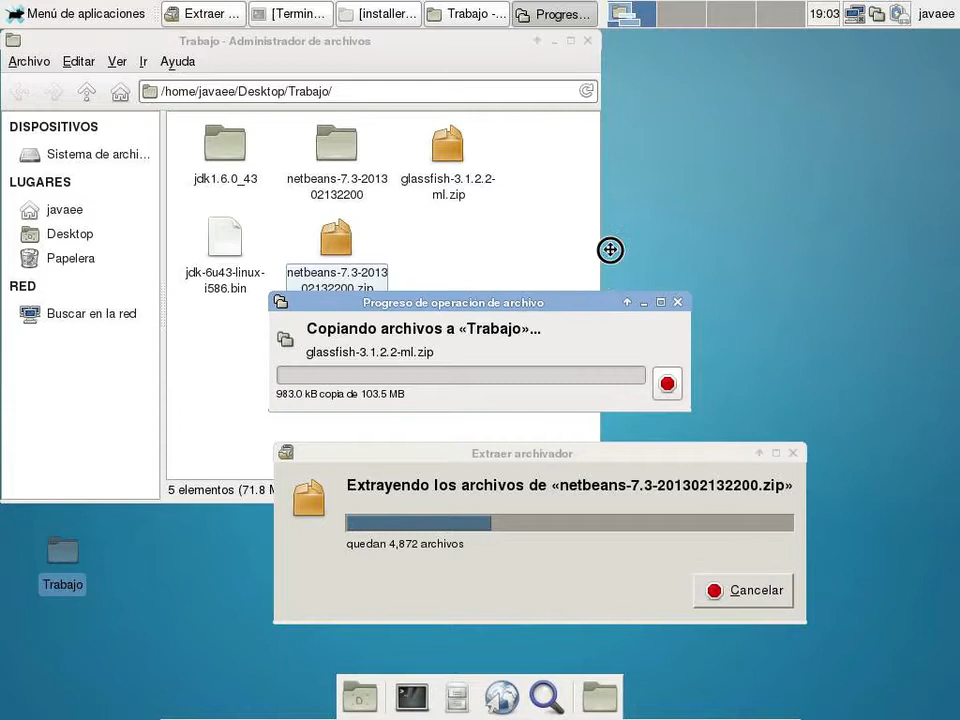 Menú de aplicaciones
Extraer ...
[Termin...
[installer...
Trabajo -...
Progres...
19:03
javaee
Trabajo - Administrador de archivos
Archivo Editar Ver Ir Ayuda
/home/javaee/Desktop/Trabajo/
DISPOSITIVOS
Sistema de archi...
LUGARES
javaee
Desktop
Papelera
RED
Buscar en la red
jdk1.6.0_43
netbeans-7.3-2013
02132200
glassfish-3.1.2.2-
ml.zip
jdk-6u43-linux-
i586.bin
netbeans-7.3-2013
02132200.zip
5 elementos (71.8 M
Progreso de operacion de archivo
Copiando archivos a «Trabajo»...
glassfish-3.1.2.2-ml.zip
983.0 kB copia de 103.5 MB
Extraer archivador
Extrayendo los archivos de «netbeans-7.3-201302132200.zip»
quedan 4,872 archivos
Cancelar
Trabajo